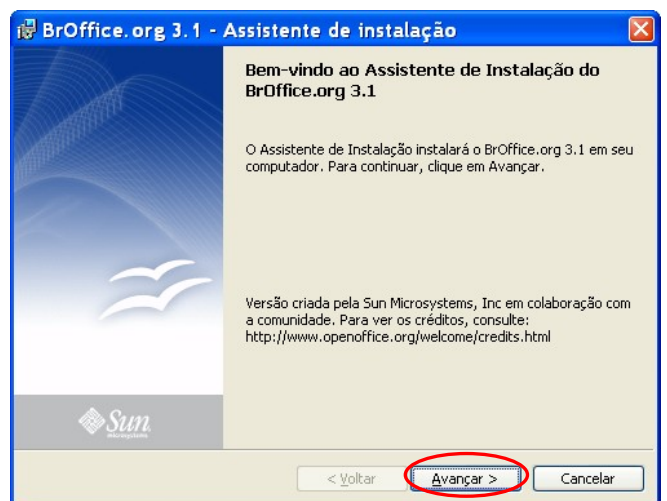 BrOffice.org 3.1 - Assistente de instalação
Bem-vindo ao Assistente de Instalação do
BrOffice.org 3.1
O Assistente de Instalação instalará o BrOffice.org 3.1 em seu
computador. Para continuar, clique em Avançar.
Versão criada pela Sun Microsystems, Inc em colaboração com
a comunidade. Para ver os créditos, consulte:
http://www.openoffice.org/welcome/credits.html
Sun
microsystems
< Voltar
Avançar >
Cancelar